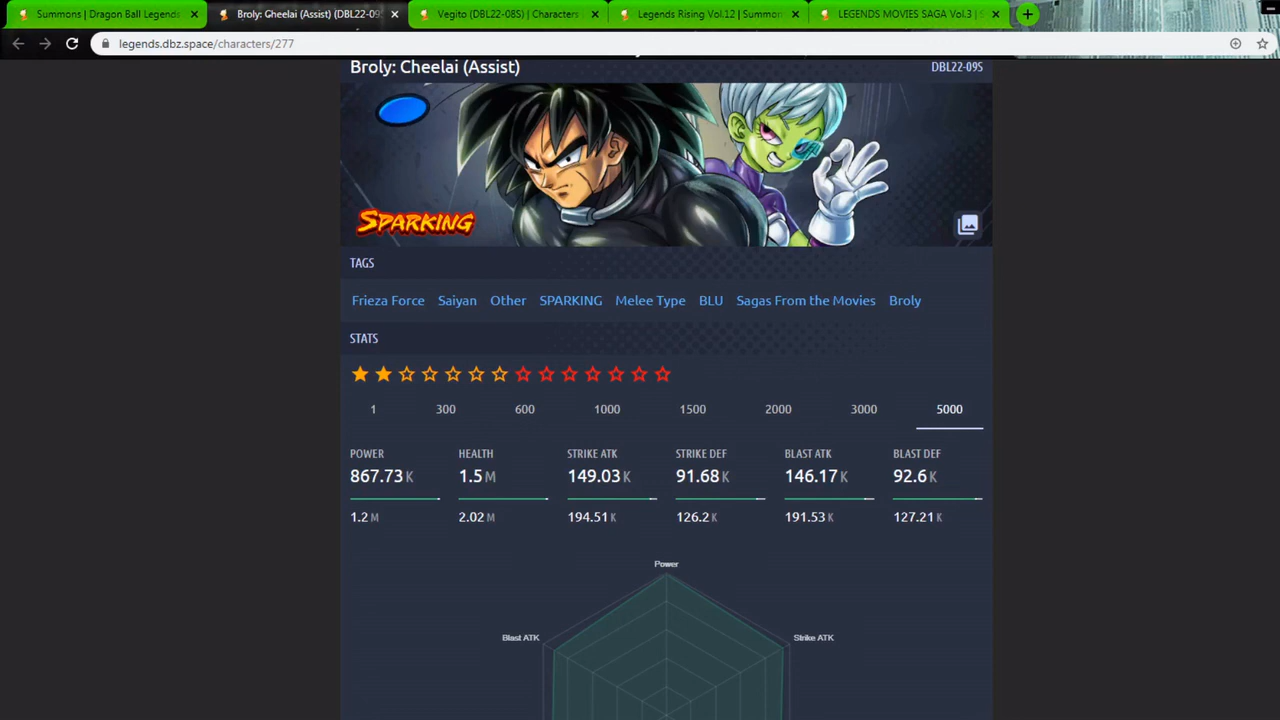 Summons | Dragon Ball Legends
Broly: Cheelai (Assist) (DBL22-09
Vegito (DBL22-08S) | Characters
Legends Rising Vol.12 | Summon
LEGENDS MOVIES SAGA Vol.3 |
legends.dbz.space/characters/277
Broly: Cheelai (Assist)
DBL22-09S
SPARKING
TAGS
Frieza Force Saiyan Other SPARKING Melee Type BLU Sagas From the Movies Broly
STATS
1 300 600 1000 1500 2000 3000 5000
POWER HEALTH STRIKE ATK STRIKE DEF BLAST ATK BLAST DEF
867.73 K 1.5 M 149.03 K 91.68 K 146.17 K 92.6 K
1.2 M 2.02 M 194.51 K 126.2 K 191.53 K 127.21 K
Power
Blast ATK Strike ATK